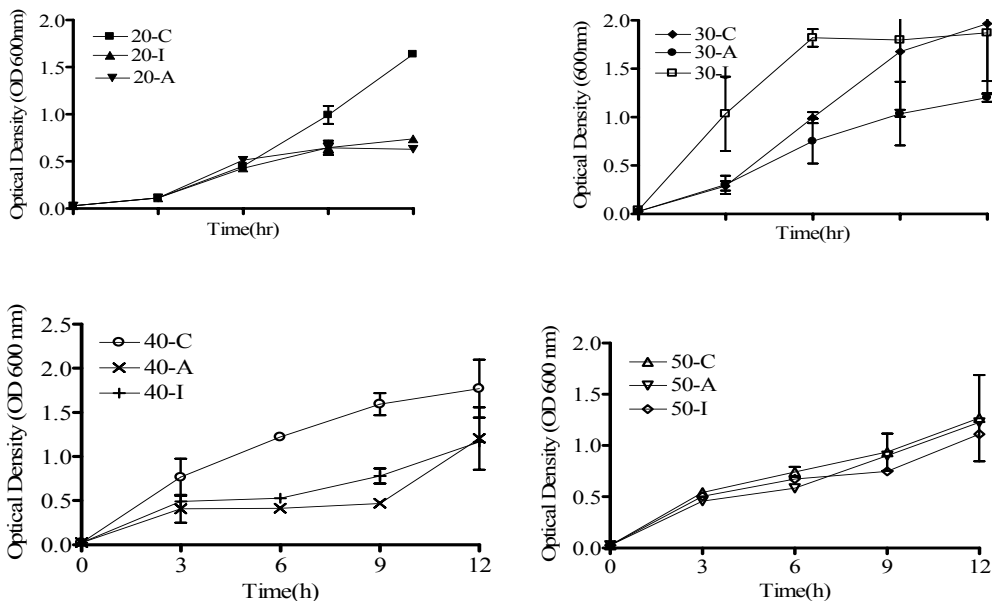 20-C
20-I
20-A
Optical Density (OD 600nm)
2.0
1.5
1.0
0.5
0.0
Time(hr)
30-C
30-A
30-I
Optical Density (600nm)
2.0
1.5
1.0
0.5
0.0
Time(hr)
40-C
40-A
40-I
Optical Density (OD 600 nm)
2.5
2.0
1.5
1.0
0.5
0.0
0 3 6 9 12
Time(h)
50-C
50-A
50-I
Optical Density (OD 600 nm)
2.0
1.5
1.0
0.5
0.0
0 3 6 9 12
Time(h)